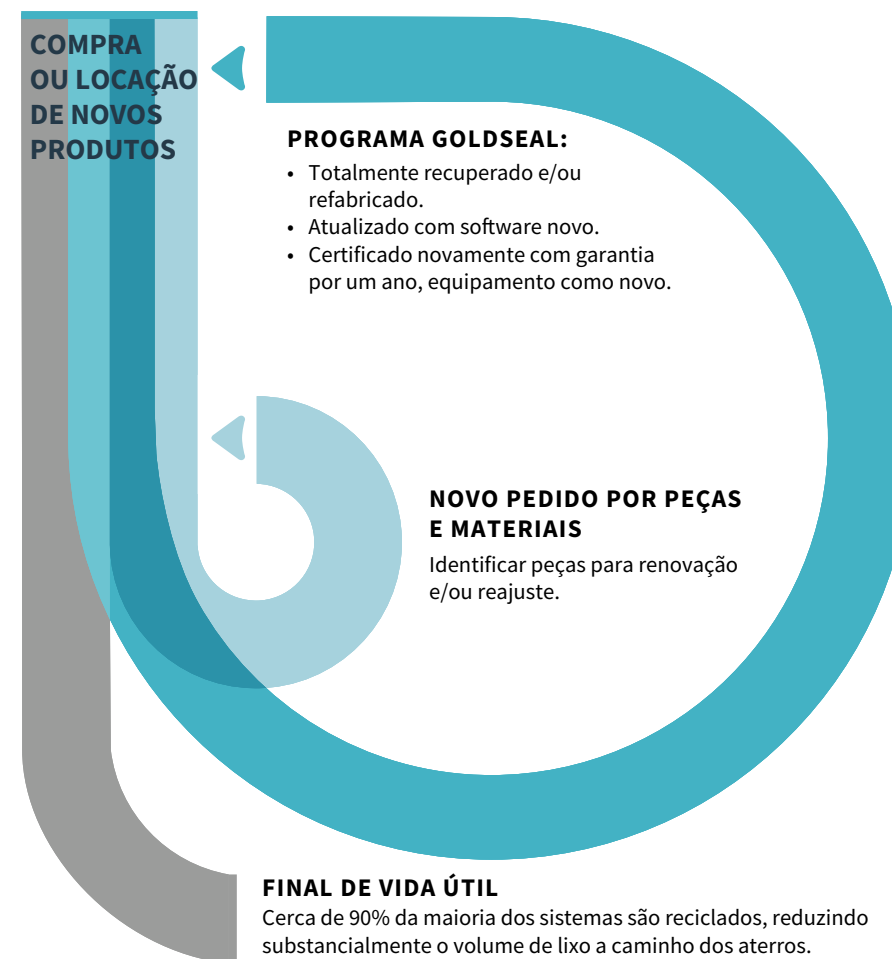 COMPRA
OU LOCAÇÃO
DE NOVOS
PRODUTOS
PROGRAMA GOLDSEAL:
• Totalmente recuperado e/ou
refabricado.
• Atualizado com software novo.
• Certificado novamente com garantia
por um ano, equipamento como novo.
NOVO PEDIDO POR PEÇAS
E MATERIAIS
Identificar peças para renovação
e/ou reajuste.
FINAL DE VIDA ÚTIL
Cerca de 90% da maioria dos sistemas são reciclados, reduzindo
substancialmente o volume de lixo a caminho dos aterros.